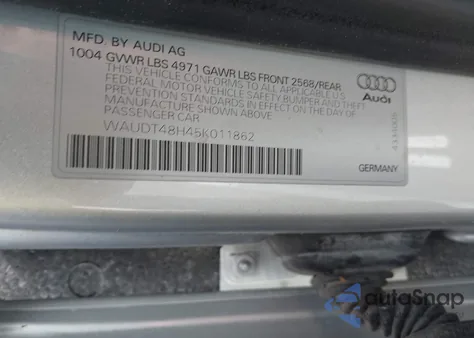 MFD. BY AUDI AG
1004 GVWR LBS 4971 GAWR LBS FRONT 2568/REAR
THIS VEHICLE CONFORMS TO ALL APPLICABLE U.S.
FEDERAL MOTOR VEHICLE SAFETY, BUMPER, AND THEFT
PREVENTION STANDARDS IN EFFECT ON THE DAY OF
MANUFACTURE SHOWN ABOVE.
PASSENGER CAR
WAUDT48H45K011862
Audi
GERMANY
autoSnap